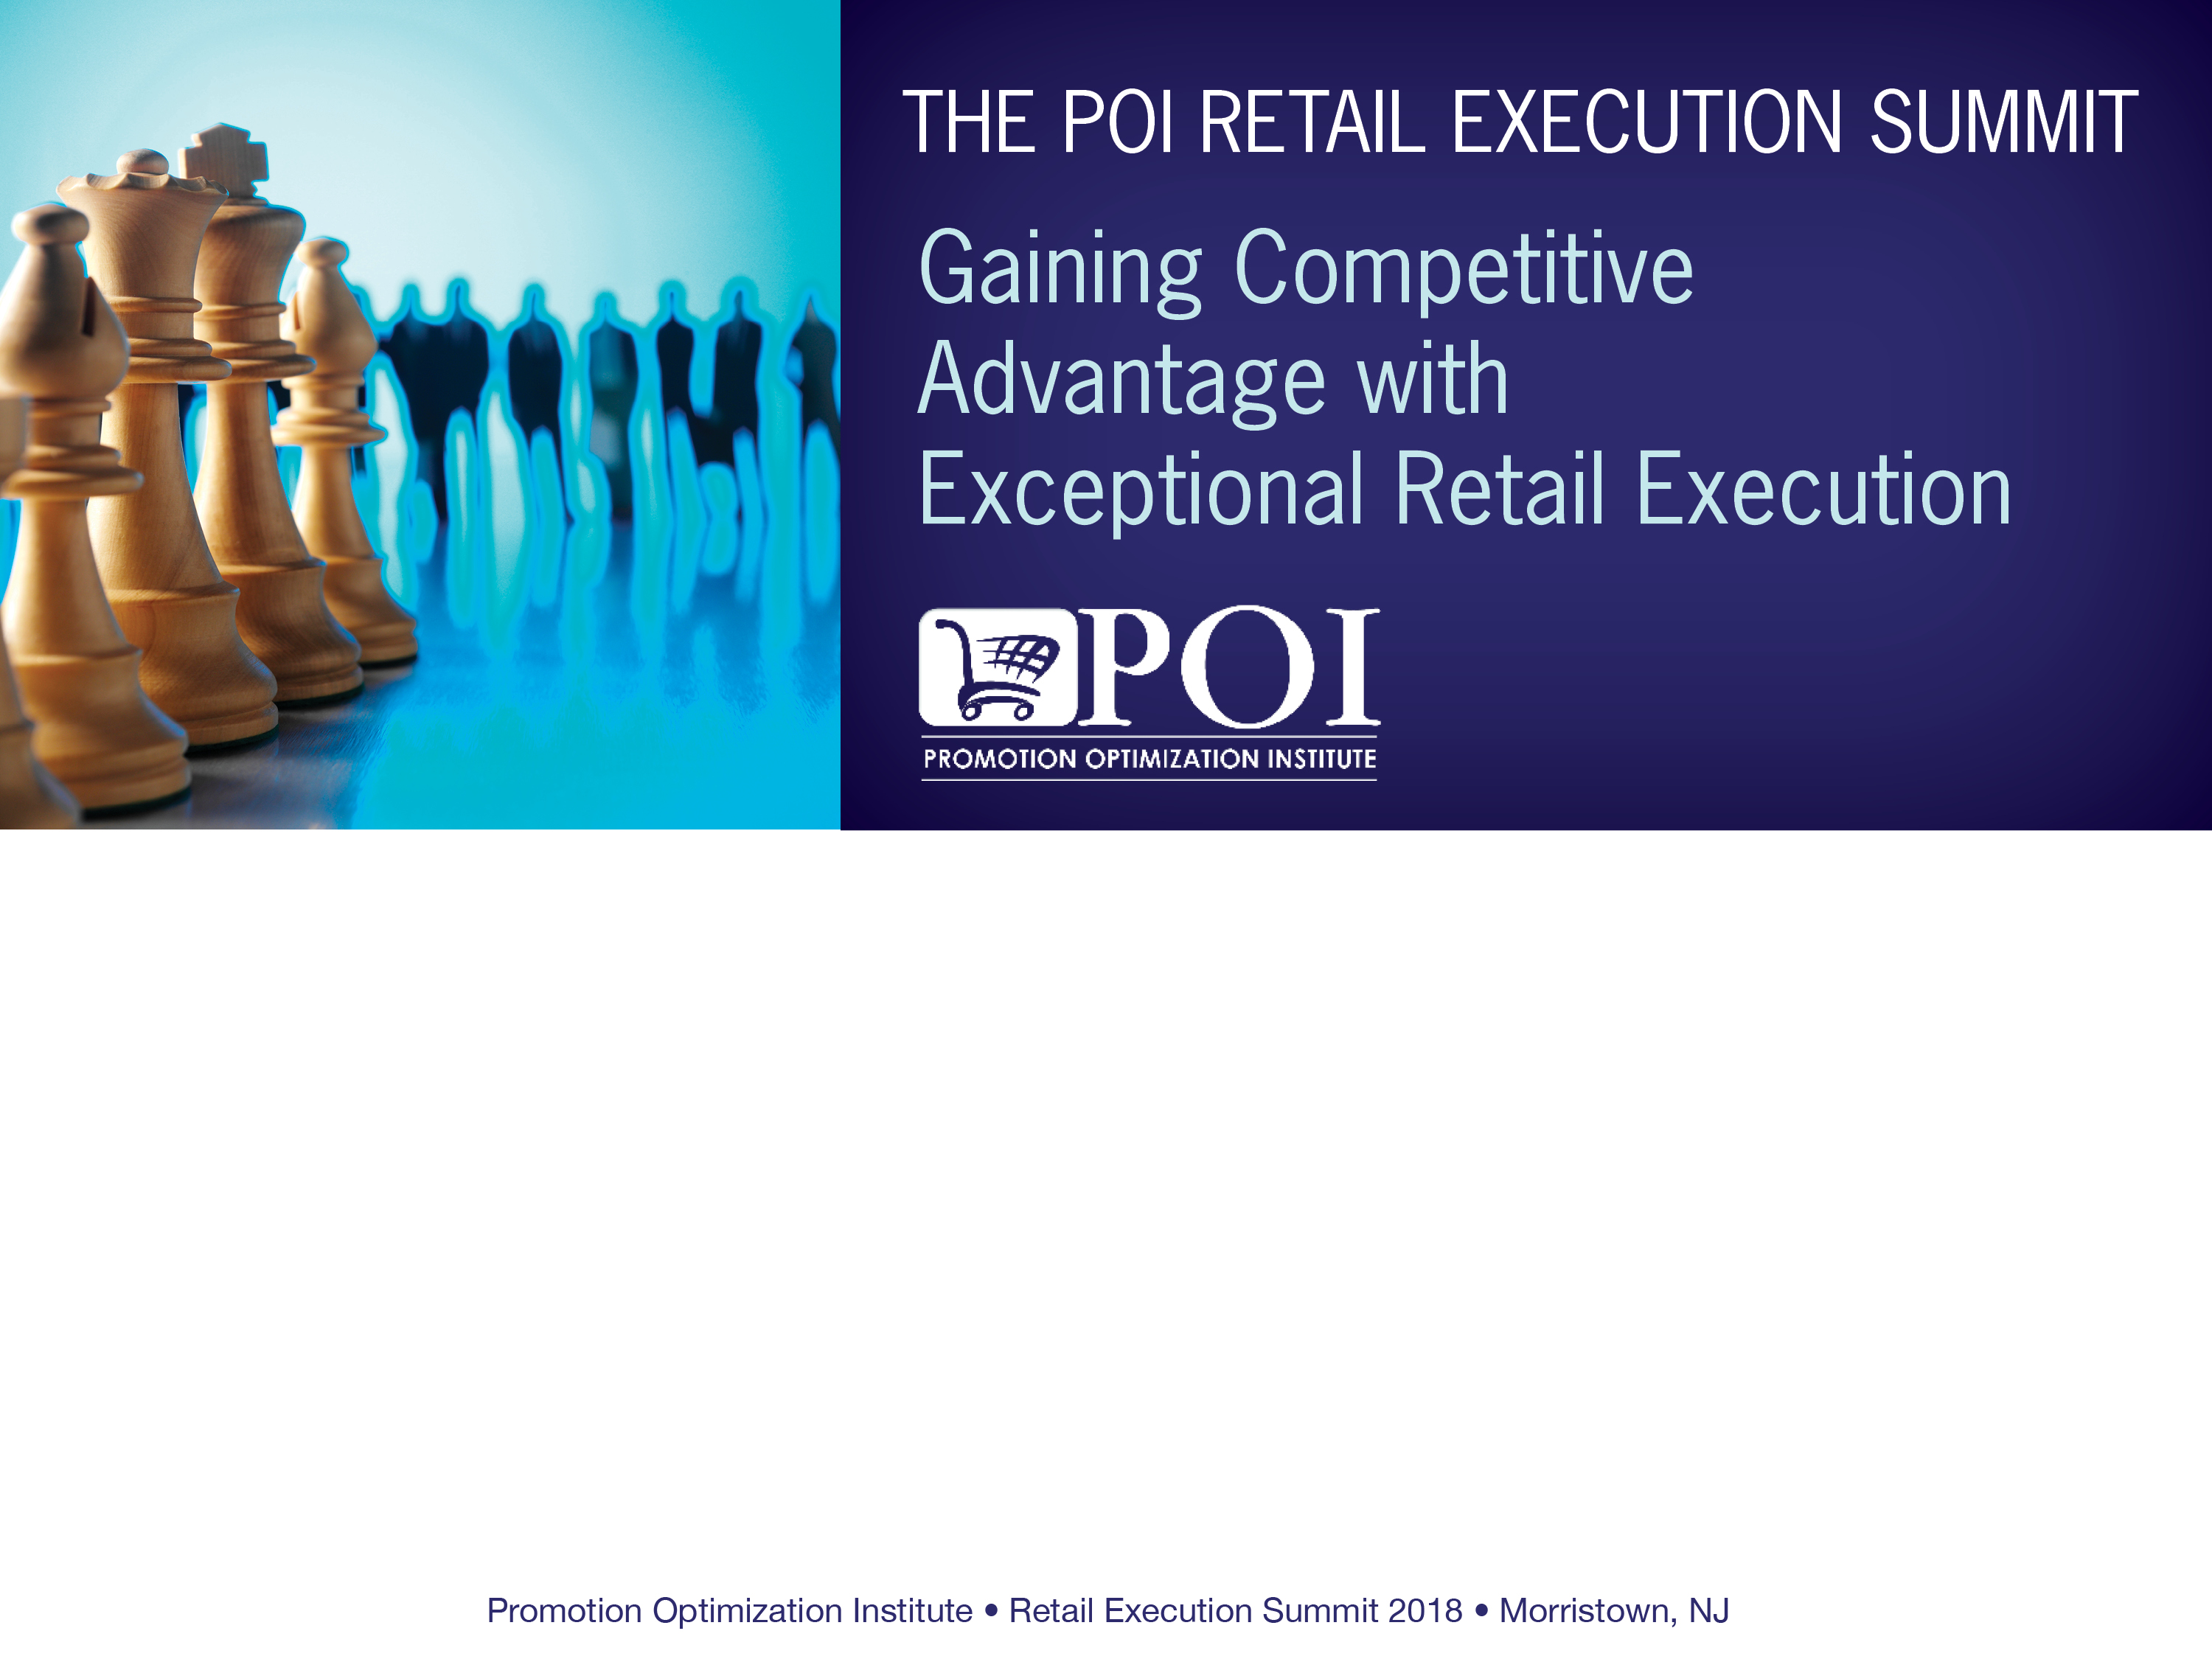 THE POI RETAIL EXECUTION SUMMIT
Gaining Competitive
Advantage with
Exceptional Retail Execution
POI
PROMOTION OPTIMIZATION INSTITUTE
Promotion Optimization Institute • Retail Execution Summit 2018 • Morristown, NJ